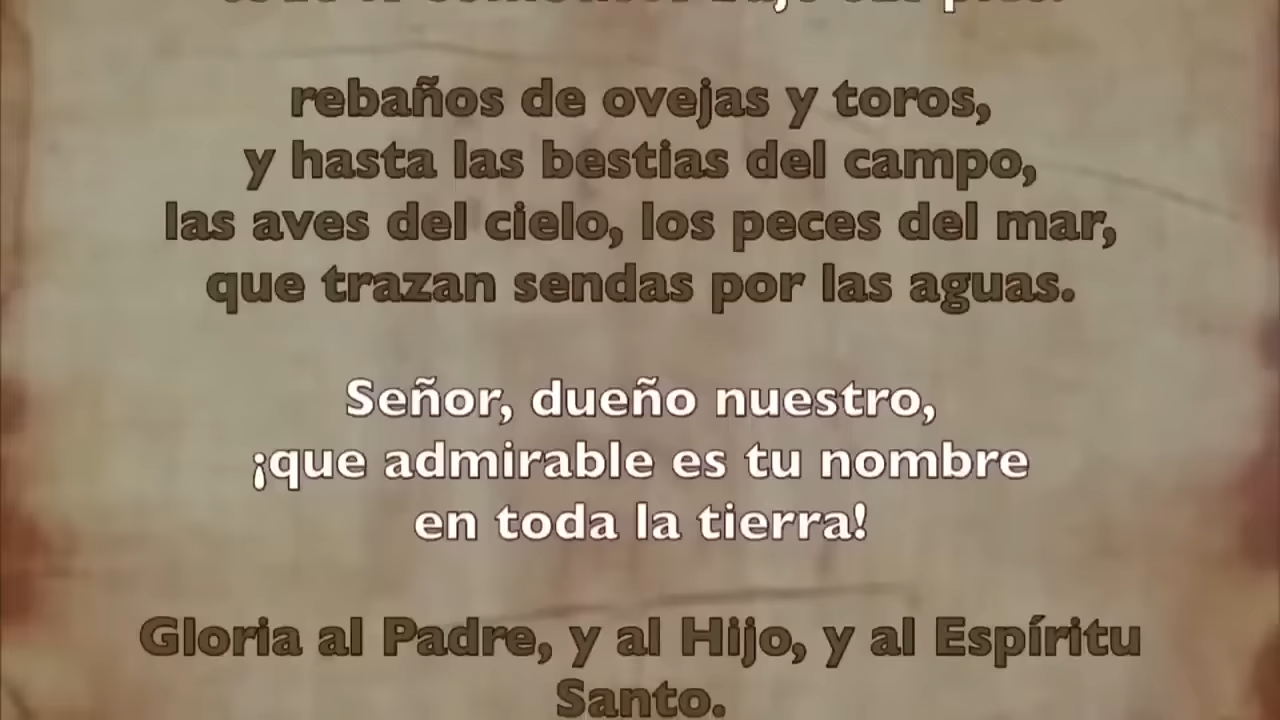 rebaños de ovejas y toros,
y hasta las bestias del campo,
las aves del cielo, los peces del mar,
que trazan sendas por las aguas.
Señor, dueño nuestro,
¡que admirable es tu nombre
en toda la tierra!
Gloria al Padre, y al Hijo, y al Espíritu
Santo.